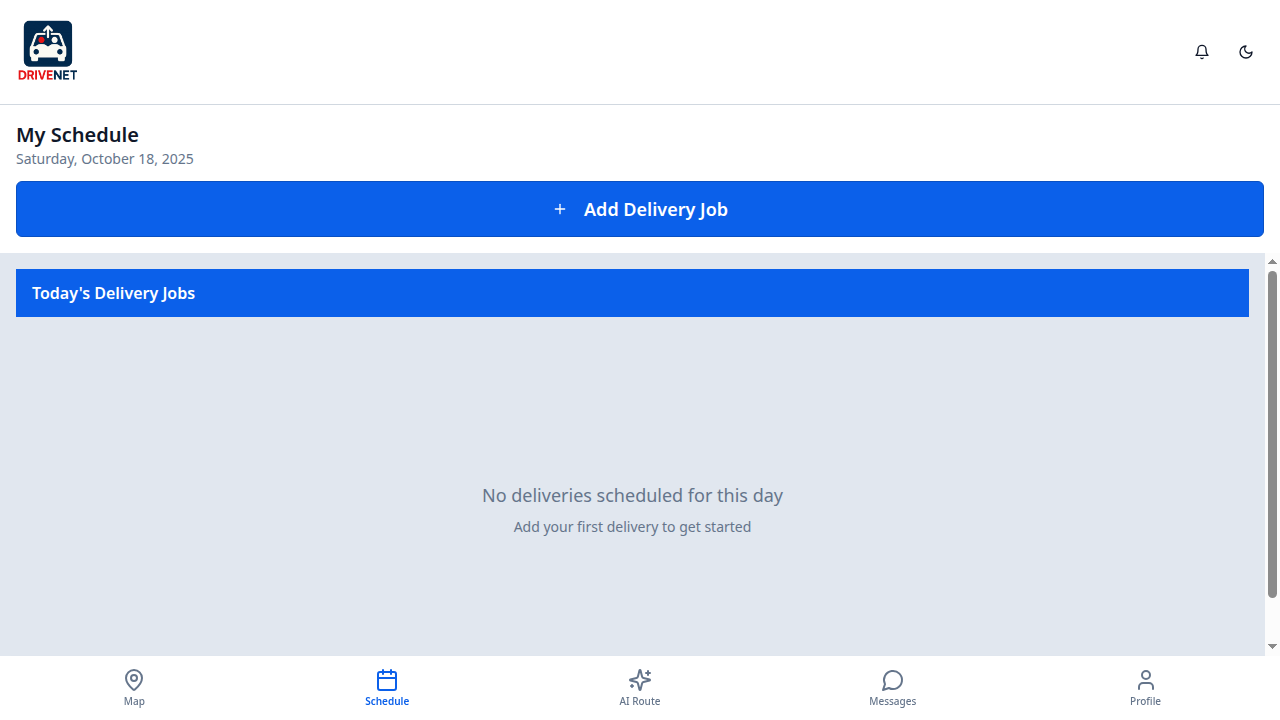 DRIVENET
My Schedule
Saturday, October 18, 2025
+ Add Delivery Job
Today's Delivery Jobs
No deliveries scheduled for this day
Add your first delivery to get started
Map
Schedule
AI Route
Messages
Profile